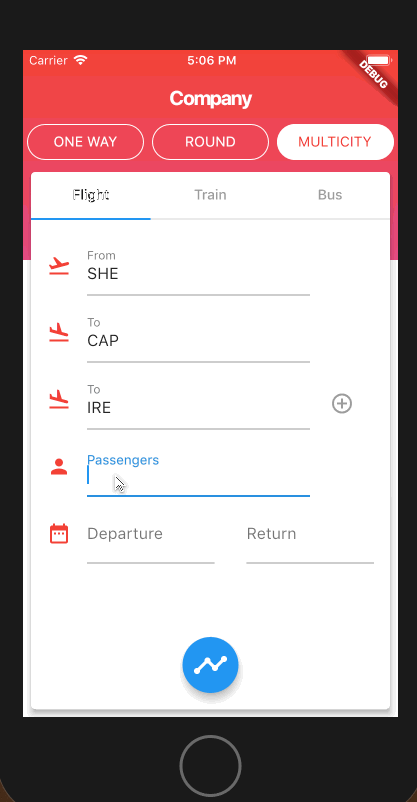 Carrier 5:06 PM
DEBUG
Company
ONE WAY ROUND MULTICITY
Flight Train Bus
From
SHE
To
CAP
To
IRE
Passengers
Departure Return